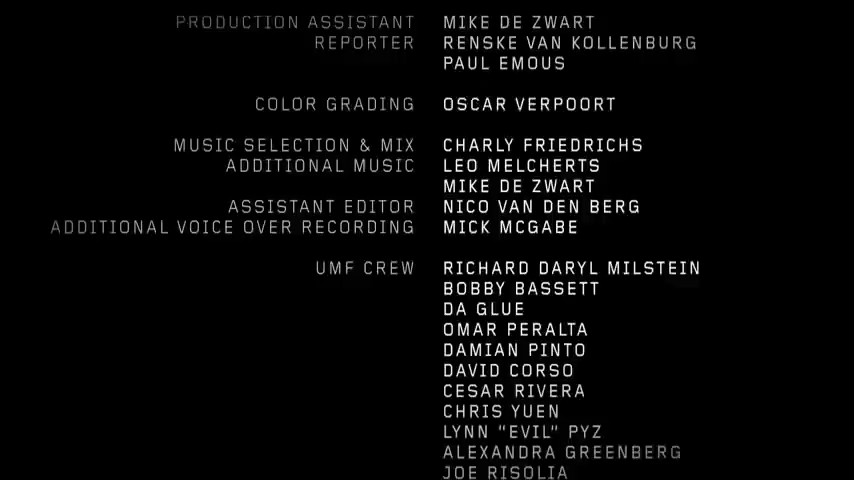 PRODUCTION ASSISTANT MIKE DE ZWART
REPORTER RENSKE VAN KOLLENBURG
PAUL EMOUS
COLOR GRADING OSCAR VERPOORT
MUSIC SELECTION & MIX CHARLY FRIEDRICHS
ADDITIONAL MUSIC LEO MELCHERTS
MIKE DE ZWART
ASSISTANT EDITOR NICO VAN DEN BERG
ADDITIONAL VOICE OVER RECORDING MICK MCGABE
UMF CREW RICHARD DARYL MILSTEIN
BOBBY BASSETT
DA GLUE
OMAR PERALTA
DAMIAN PINTO
DAVID CORSO
CESAR RIVERA
CHRIS YUEN
LYNN "EVIL" PYZ
ALEXANDRA GREENBERG
JOE RISOLIA